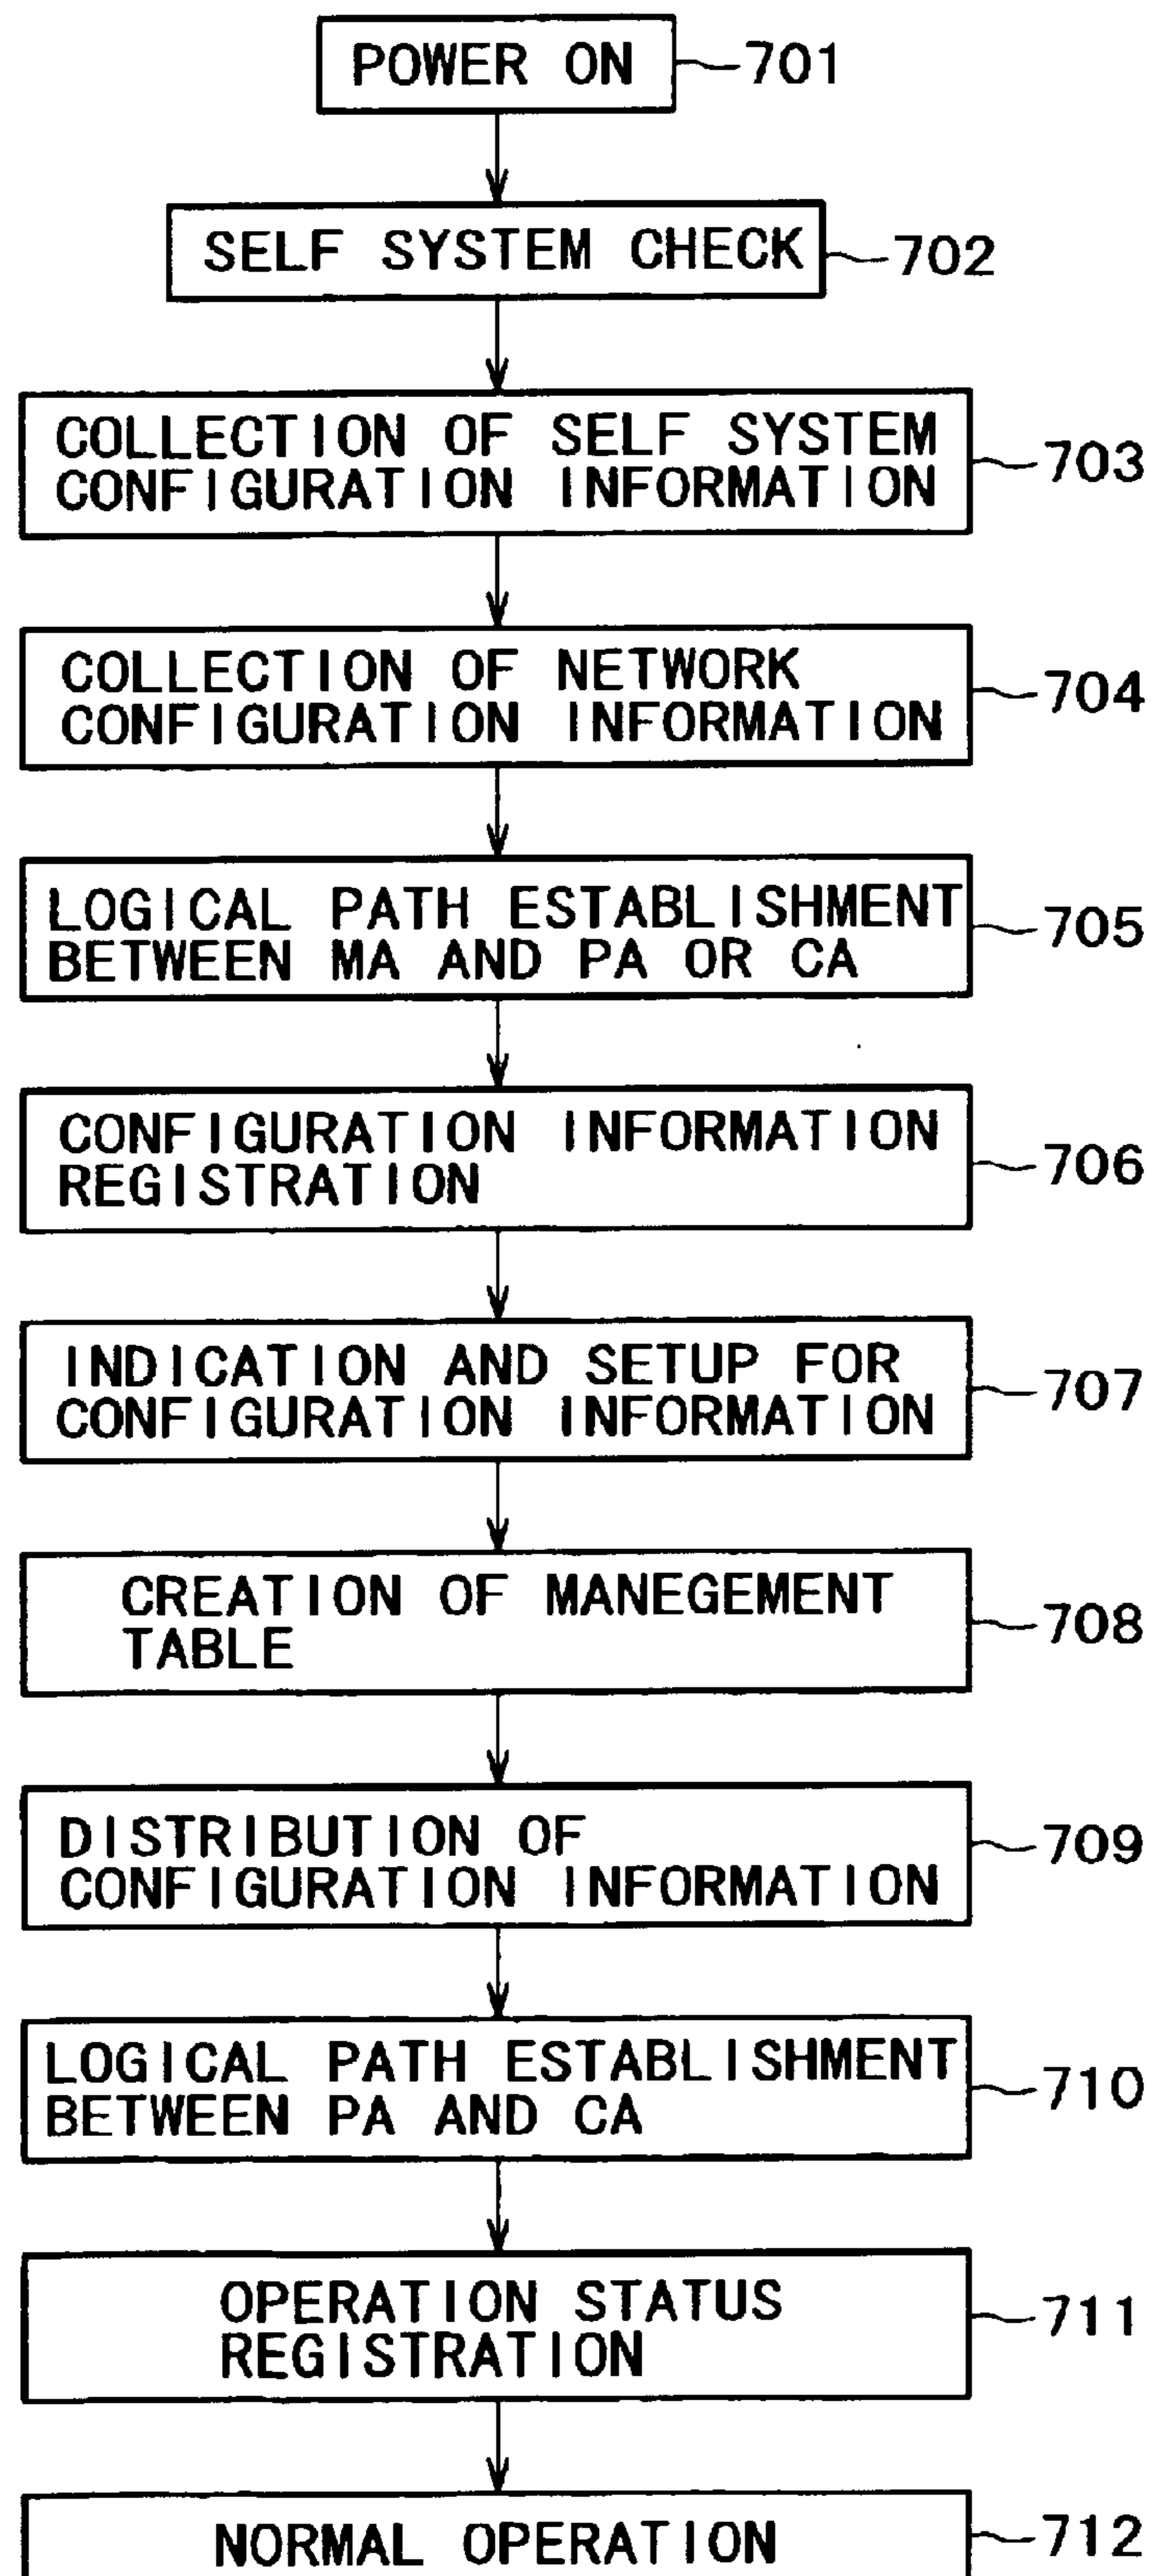 POWER ON
701
SELF SYSTEM CHECK
702
COLLECTION OF SELF SYSTEM
CONFIGURATION INFORMATION
703
COLLECTION OF NETWORK
CONFIGURATION INFORMATION
704
LOGICAL PATH ESTABLISHMENT
BETWEEN MA AND PA OR CA
705
CONFIGURATION INFORMATION
REGISTRATION
706
INDICATION AND SETUP FOR
CONFIGURATION INFORMATION
707
CREATION OF MANEGEMENT
TABLE
708
DISTRIBUTION OF
CONFIGURATION INFORMATION
709
LOGICAL PATH ESTABLISHMENT
BETWEEN PA AND CA
710
OPERATION STATUS
REGISTRATION
711
NORMAL OPERATION
712